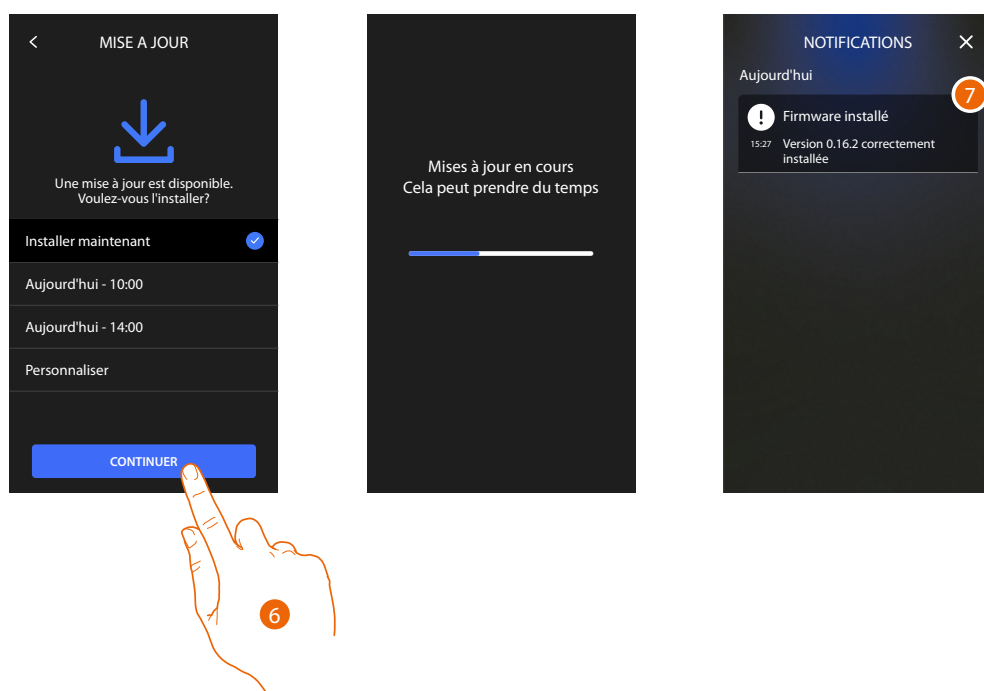 MISE A JOUR
Une mise à jour est disponible.
Voulez-vous l'installer?
Installer maintenant
Aujourd'hui - 10:00
Aujourd'hui - 14:00
Personnaliser
CONTINUER
6
Mises à jour en cours
Cela peut prendre du temps
NOTIFICATIONS
Aujourd'hui
7
Firmware installé
15:27 Version 0.16.2 correctement
installée